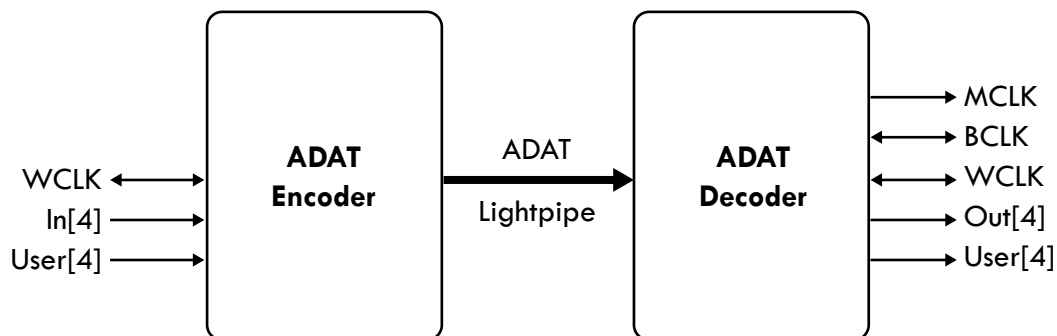 ADAT
Encoder
WCLK
In[4]
User[4]
ADAT
Lightpipe
ADAT
Decoder
MCLK
BCLK
WCLK
Out[4]
User[4]